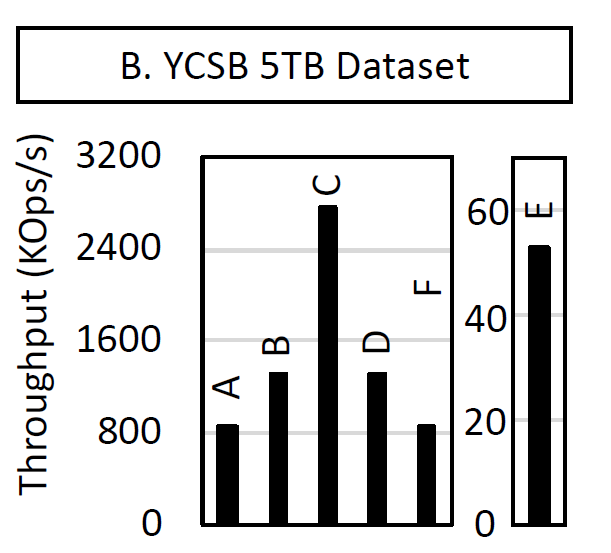 B. YCSB 5TB Dataset
Throughput (KOps/s)
3200
2400
1600
800
0
A
B
C
D
F
60
40
20
0
E